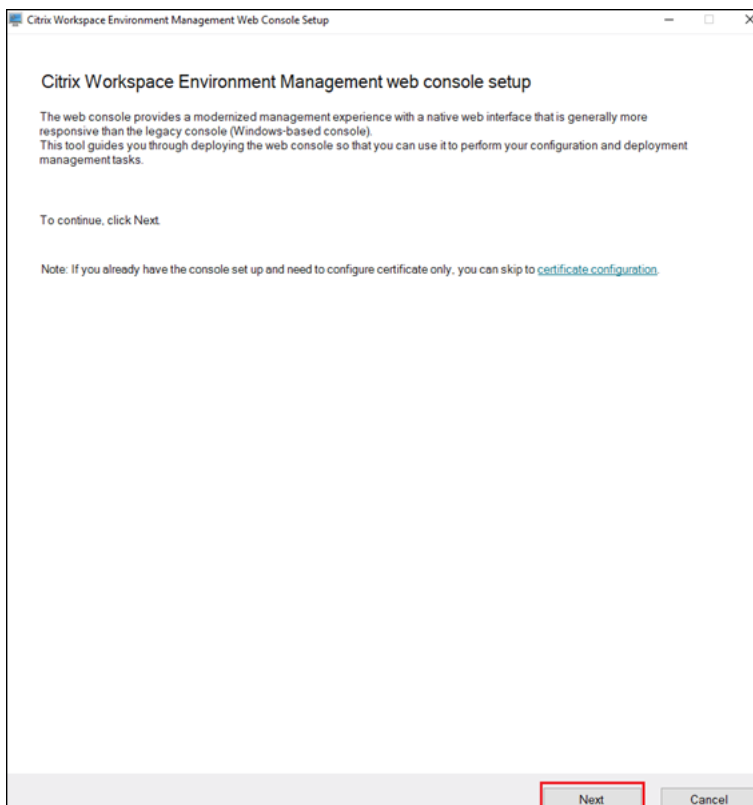 Citrix Workspace Environment Management Web Console Setup
Citrix Workspace Environment Management web console setup
The web console provides a modernized management experience with a native web interface that is generally more
responsive than the legacy console (Windows-based console).
This tool guides you through deploying the web console so that you can use it to perform your configuration and deployment
management tasks.
To continue, click Next.
Note: If you already have the console set up and need to configure certificate only, you can skip to certificate configuration.
Next Cancel